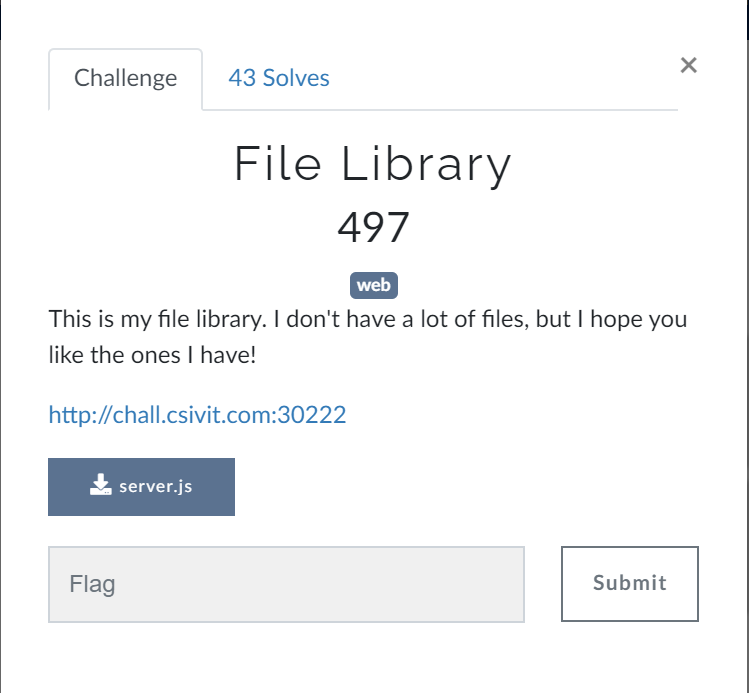 Challenge
43 Solves
×
File Library
497
web
This is my file library. I don't have a lot of files, but I hope you
like the ones I have!
http://chall.csivit.com:30222
server.js
Flag
Submit